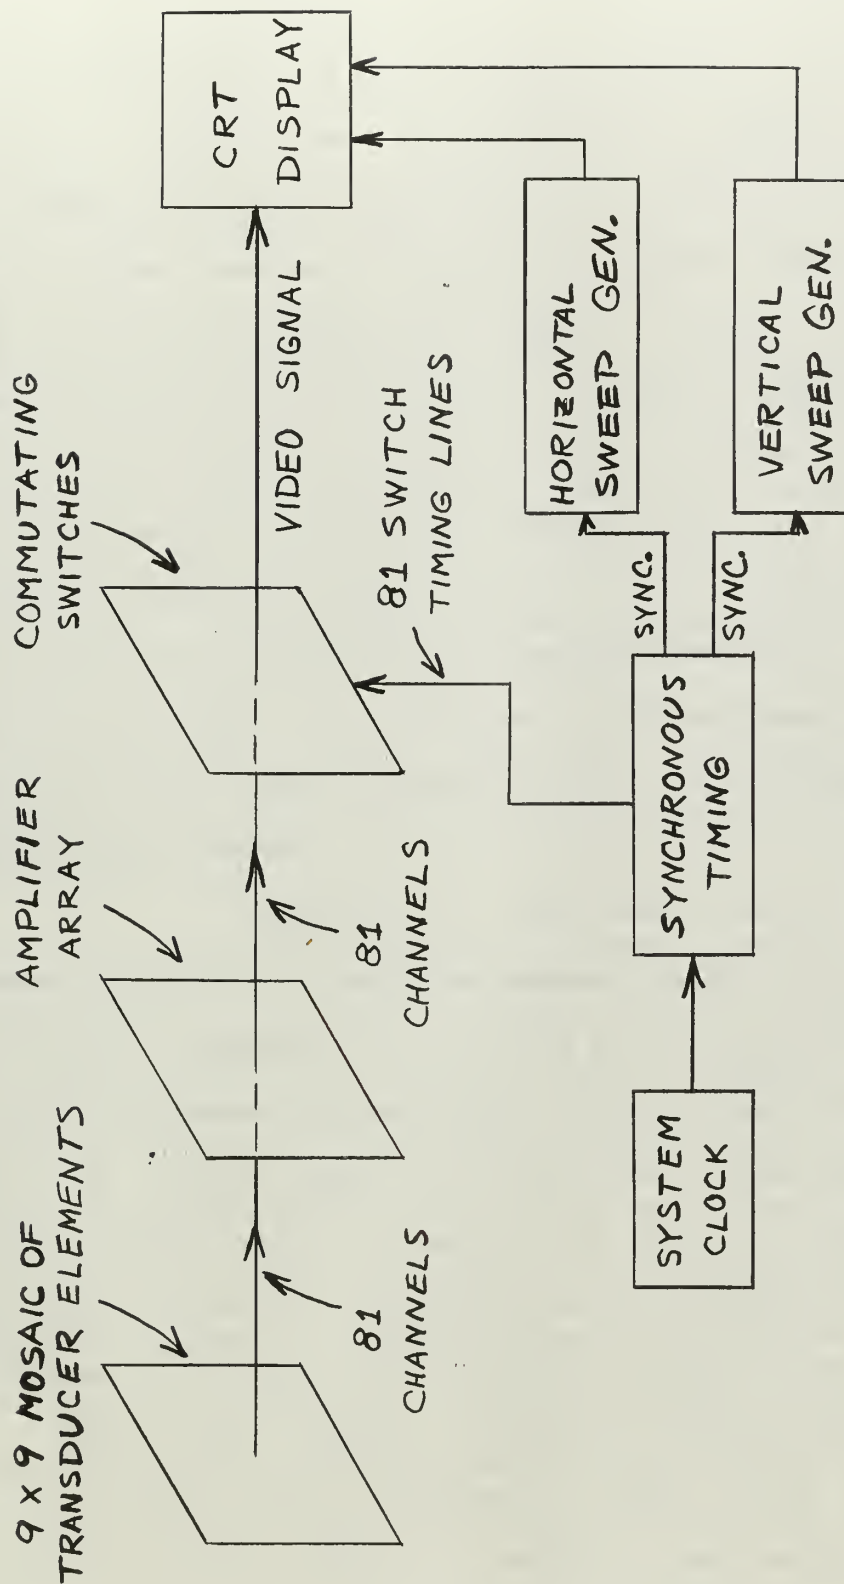 9 x 9 MOSAIC OF
TRANSDUCER ELEMENTS
AMPLIFIER
ARRAY
COMMUTATING
SWITCHES
CRT
DISPLAY
81
CHANNELS
81
CHANNELS
VIDEO SIGNAL
81 SWITCH
TIMING LINES
HORIZONTAL
SWEEP GEN.
SYSTEM
CLOCK
SYNCHRONOUS
TIMING
SYNC.
SYNC.
VERTICAL
SWEEP GEN.